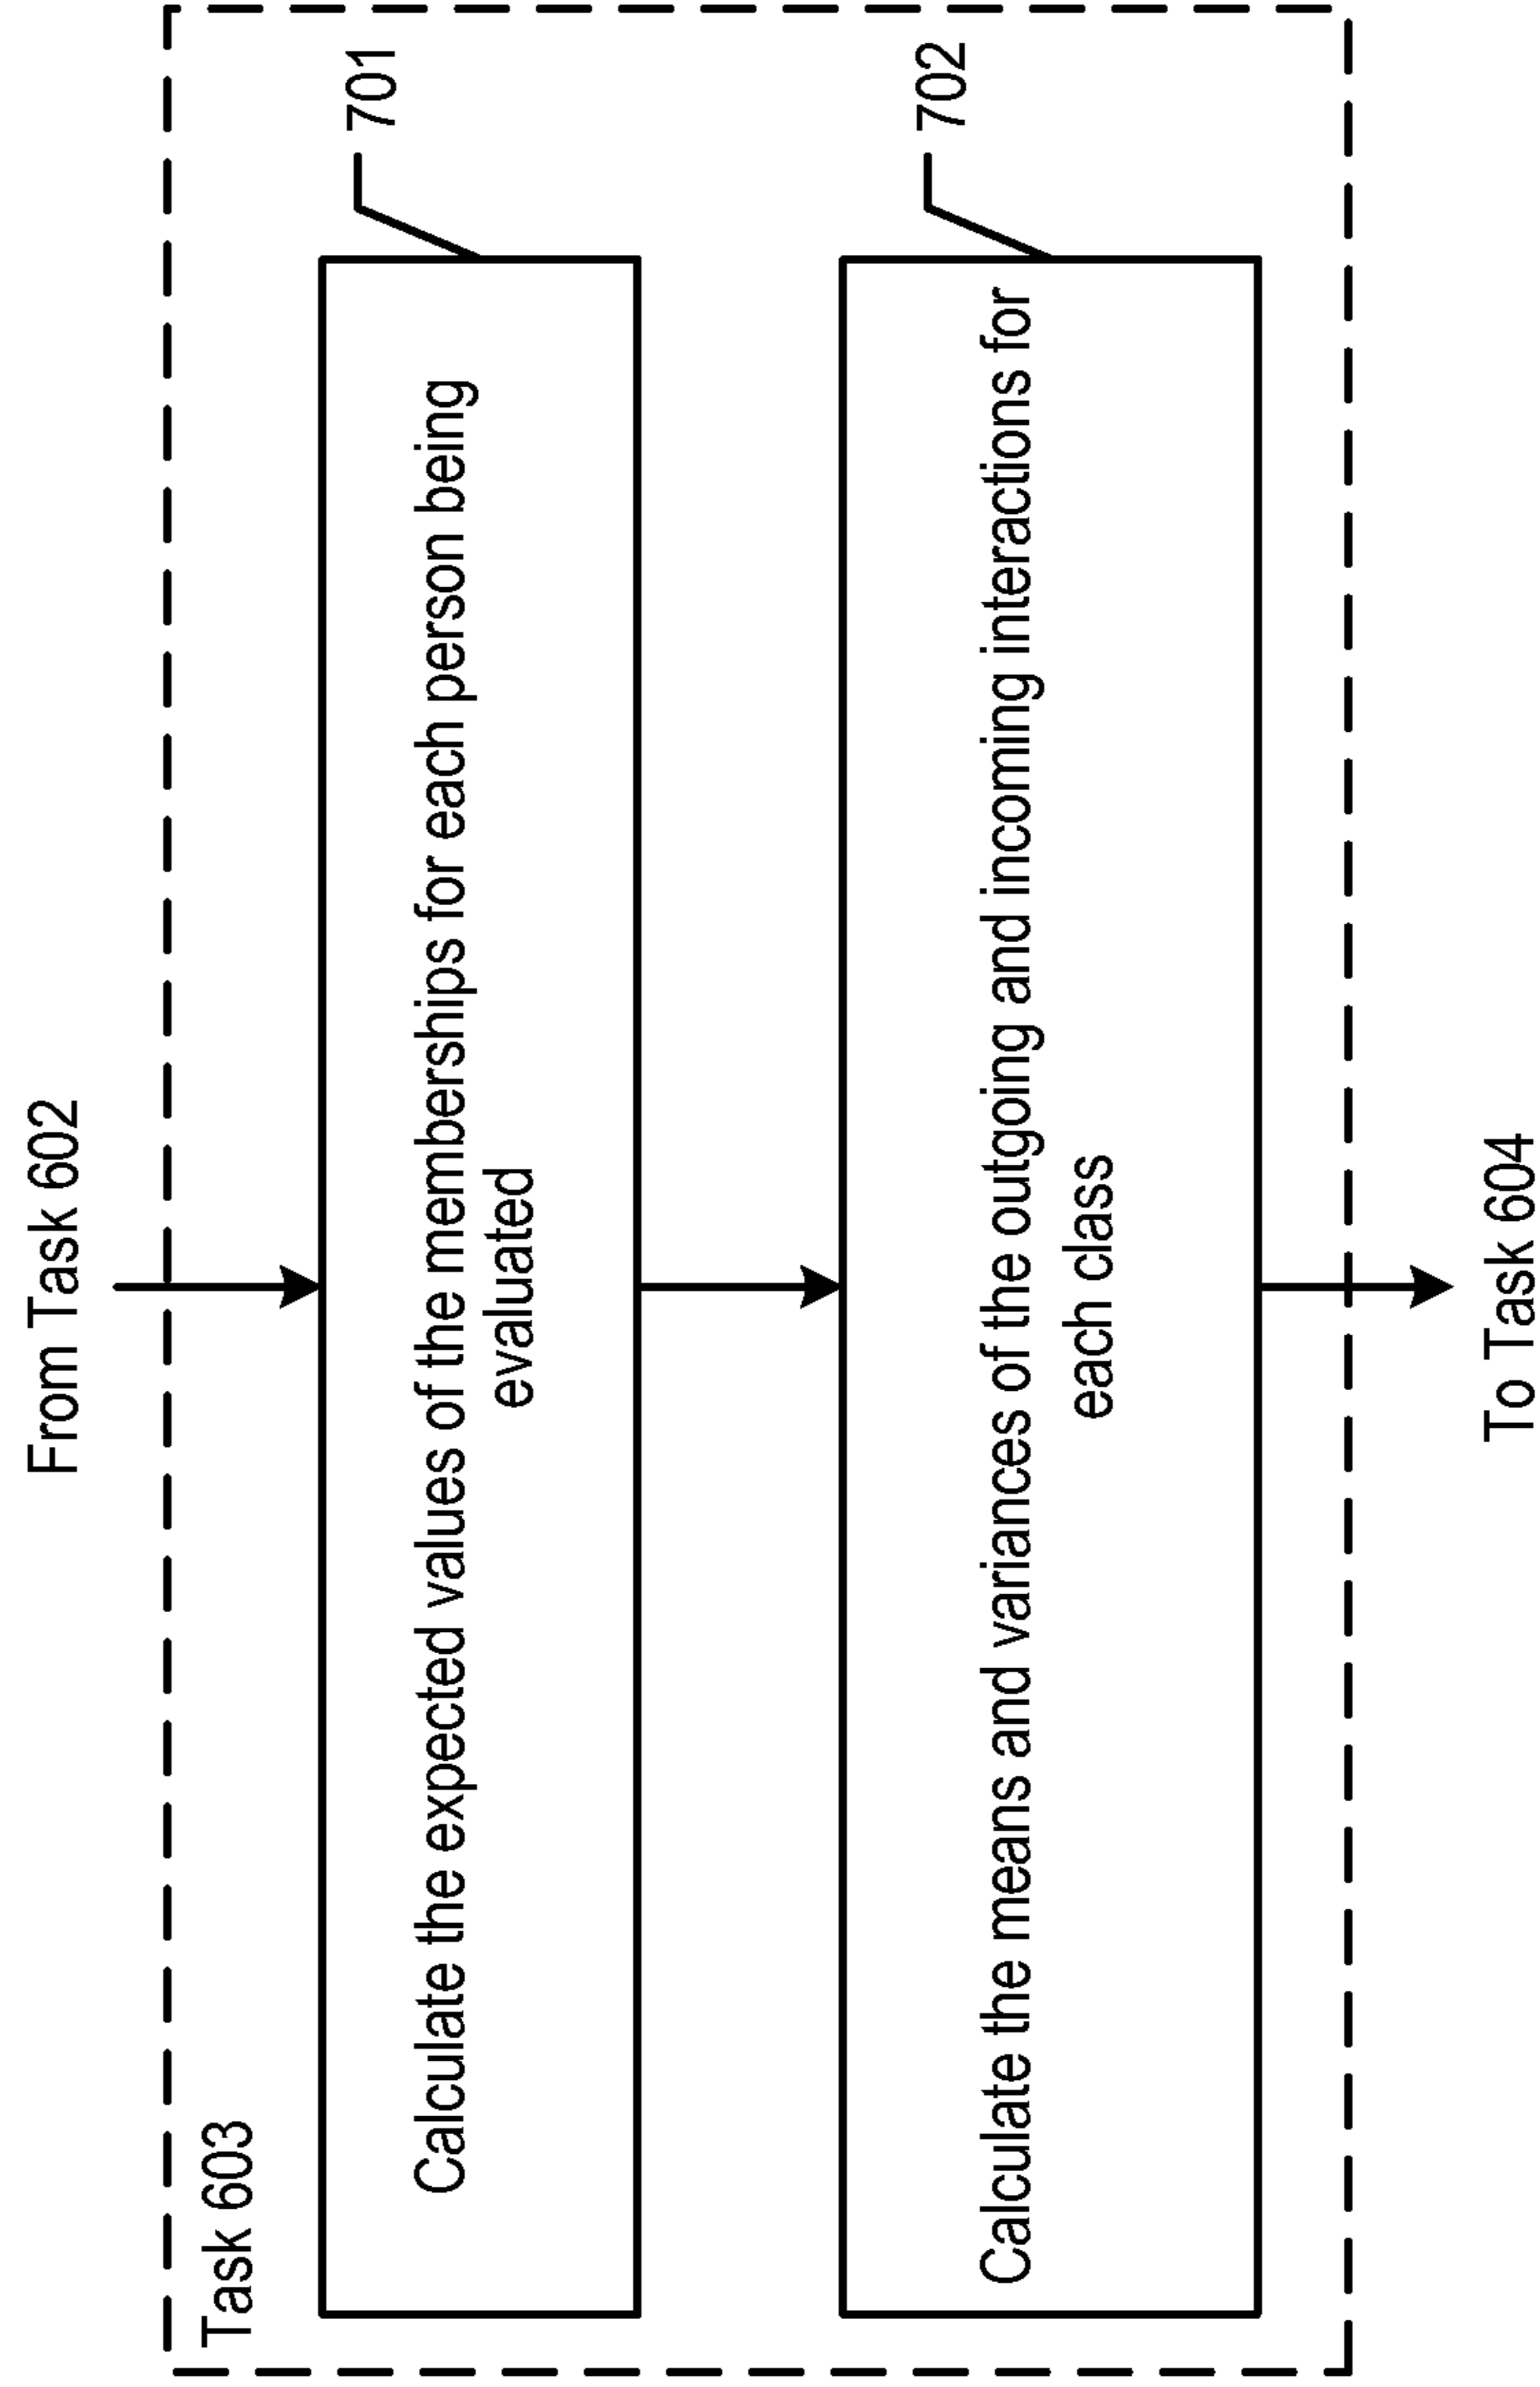 From Task 602
Task 603
701
Calculate the expected values of the memberships for each person being
evaluated
702
Calculate the means and variances of the outgoing and incoming interactions for
each class
To Task 604